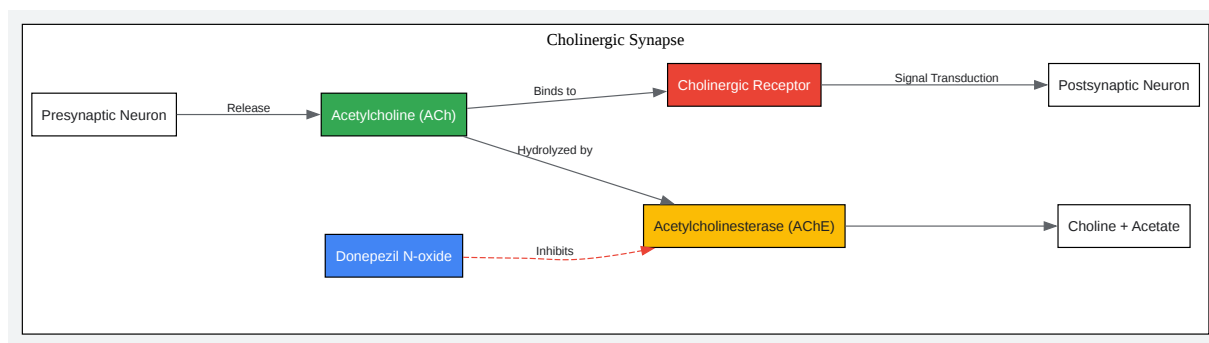 Cholinergic Synapse
Presynaptic Neuron
Release
Acetylcholine (ACh)
Binds to
Cholinergic Receptor
Signal Transduction
Postsynaptic Neuron
Hydrolyzed by
Acetylcholinesterase (AChE)
Choline + Acetate
Donepezil N-oxide
Inhibits